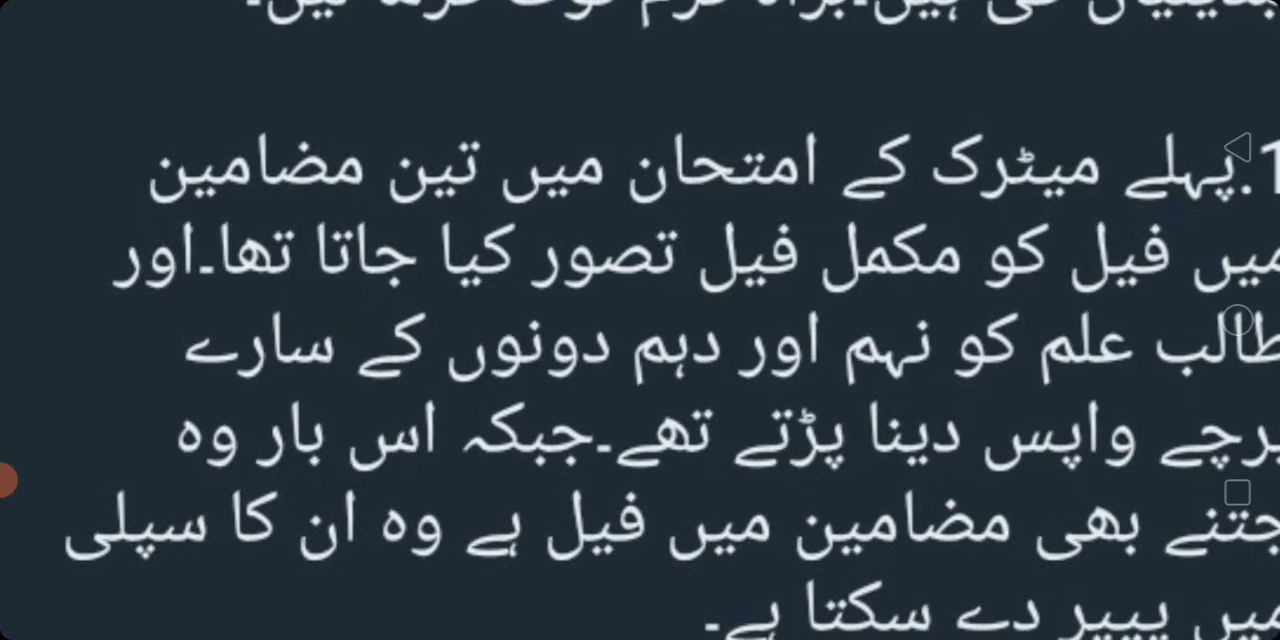 1.پہلے میٹرک کے امتحان میں تین مضامین
میں فیل کو مکمل فیل تصور کیا جاتا تھا۔اور
طالب علم کو نہم اور دہم دونوں کے سارے
پرچے واپس دینا پڑتے تھے۔جبکہ اس بار وہ
جتنے بھی مضامین میں فیل ہے وہ ان کا سپلی
میں پیپر دے سکتا ہے۔